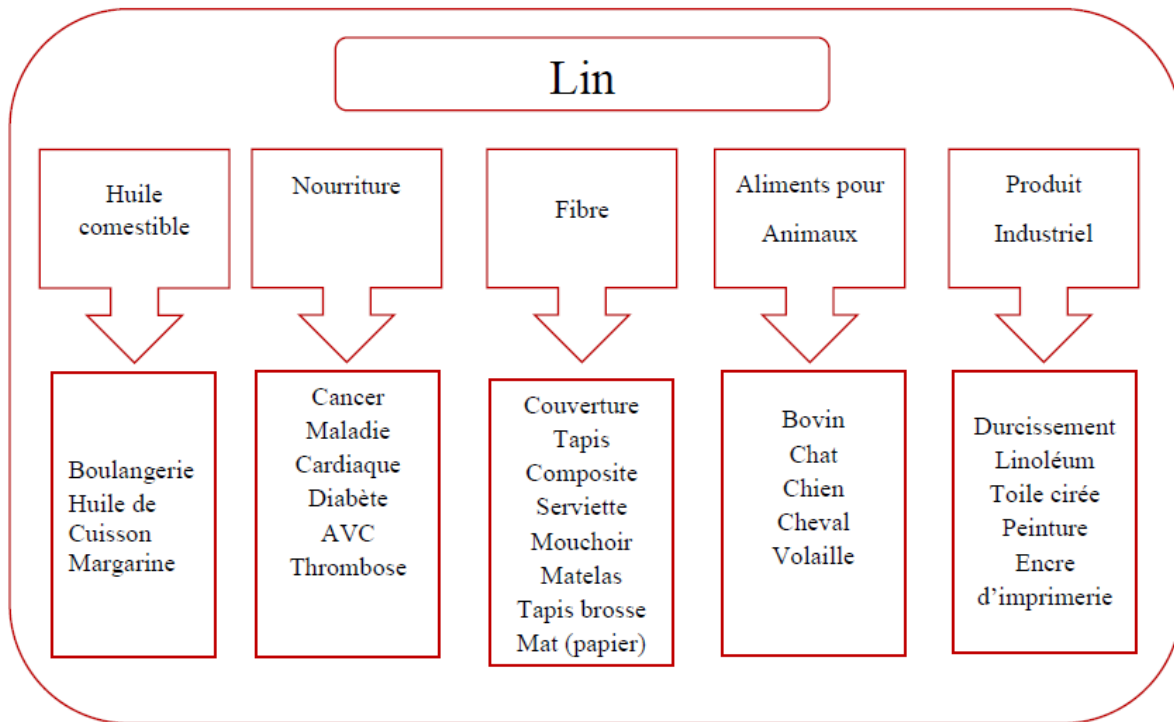 Lin
Huile
comestible
Nourriture
Fibre
Aliments pour
Animaux
Produit
Industriel
Boulangerie
Huile de
Cuisson
Margarine
Cancer
Maladie
Cardiaque
Diabète
AVC
Thrombose
Couverture
Tapis
Composite
Serviette
Mouchoir
Matelas
Tapis brosse
Mat (papier)
Bovin
Chat
Chien
Cheval
Volaille
Durcissement
Linoléum
Toile cirée
Peinture
Encre
d’imprimerie